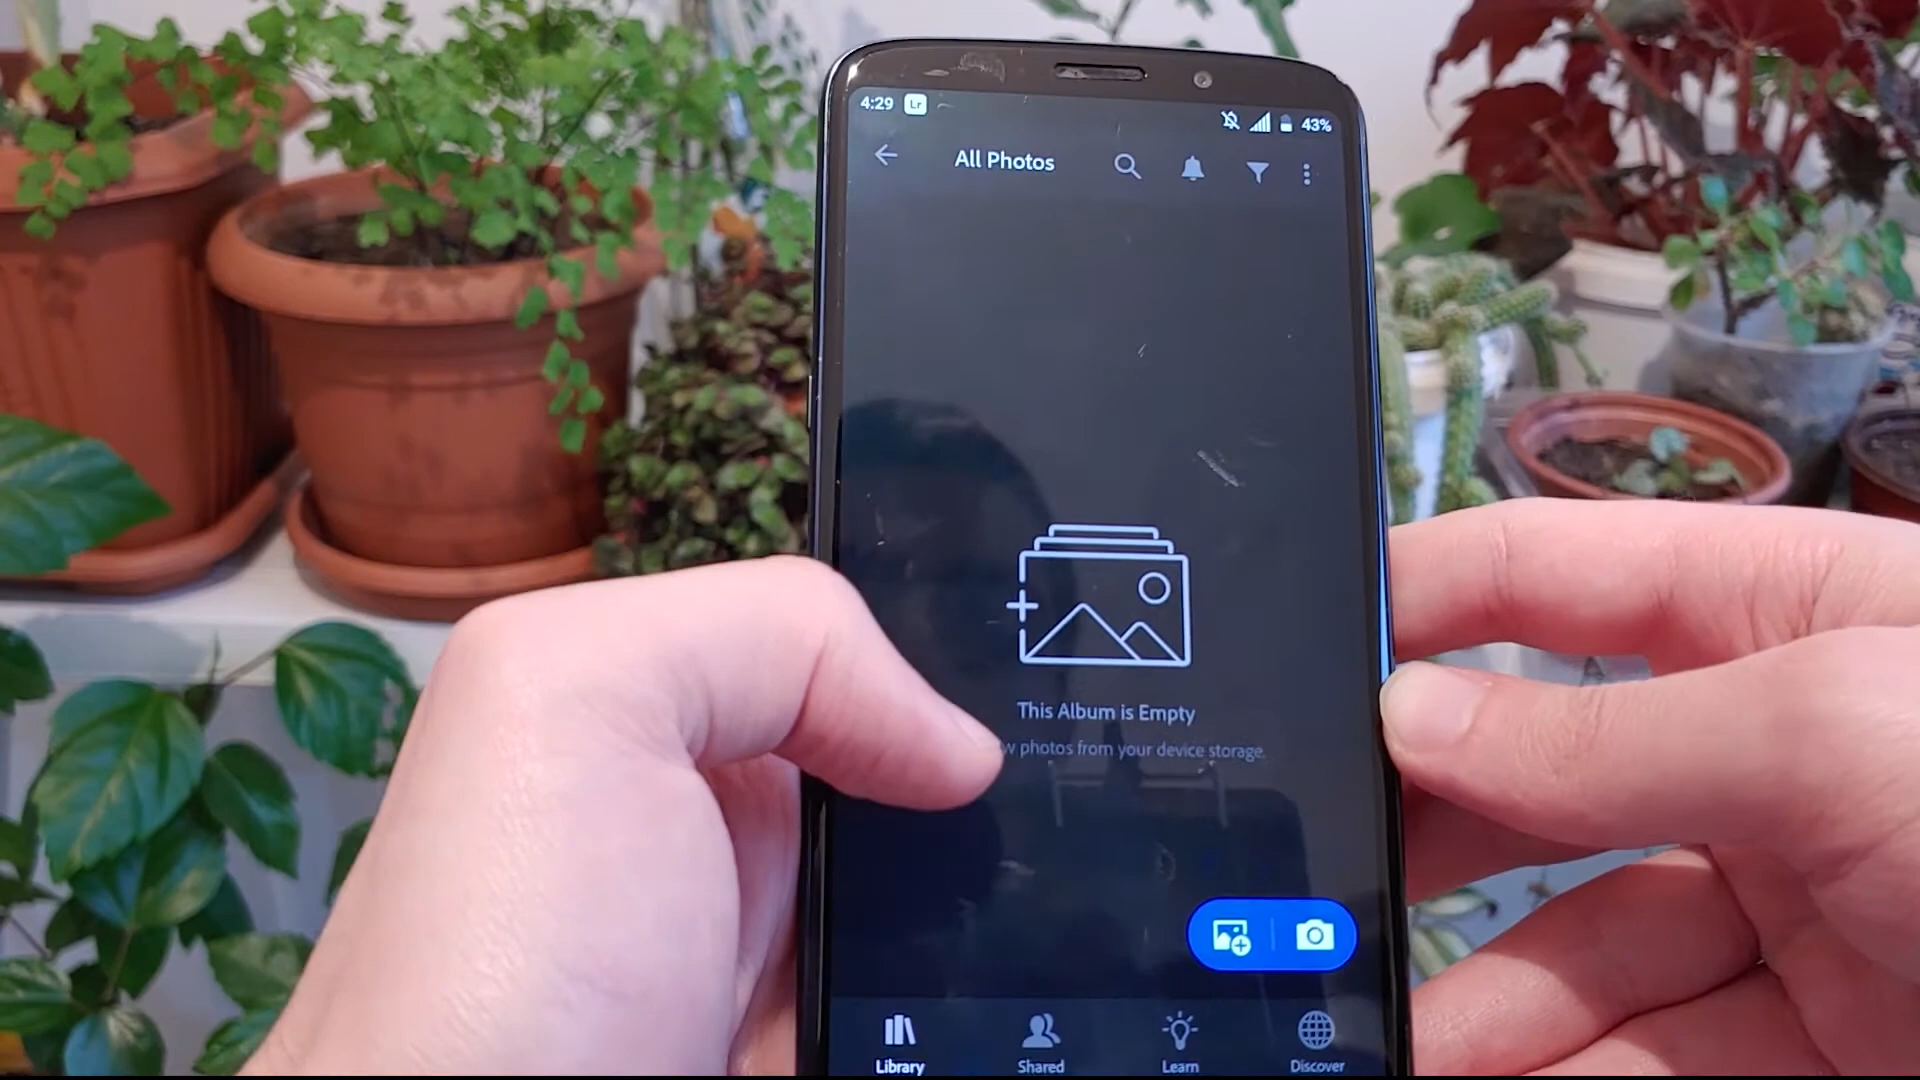 4:29 Lr 43%
All Photos
This Album is Empty
photos from your device storage.
Library Shared Learn Discover